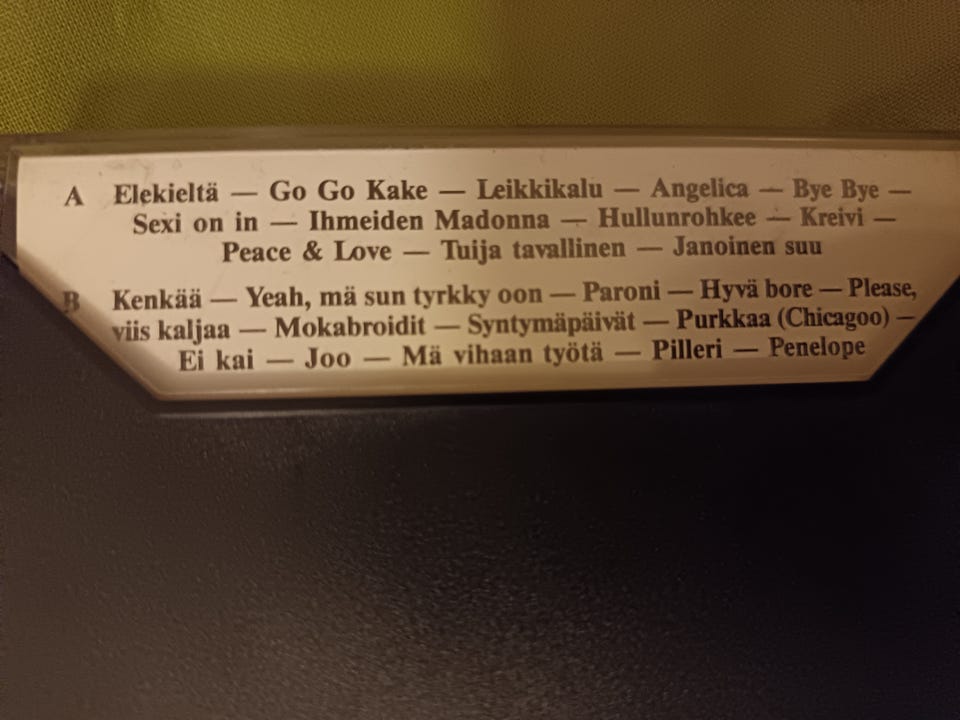 A Elekieltä — Go Go Kake — Leikkikalu — Angelica — Bye Bye —
Sexi on in — Ihmeiden Madonna — Hullunrohkee — Kreivi —
Peace & Love — Tuija tavallinen — Janoinen suu
B Kenkää — Yeah, mä sun tyrkky oon — Paroni — Hyvä bore — Please,
viis kaljaa — Mokabroidit — Syntymäpäivät — Purkkaa (Chicagoo) —
Ei kai — Joo — Mä vihaan työtä — Pilleri — Penelope